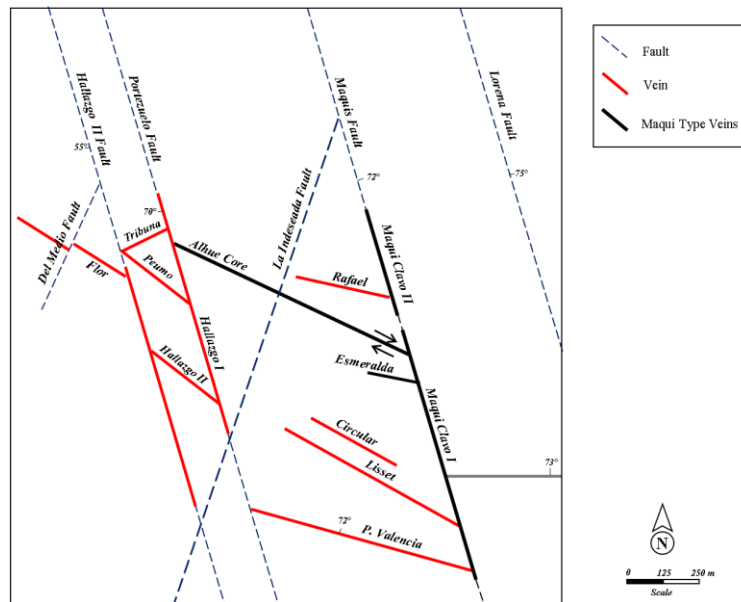 Hallazgo II Fault
Portezuelo Fault
Maquis Fault
Lorena Fault
55°
72°
75°
70°
Del Medio Fault
Tribuna
La Indeseada Fault
Alhue Core
Maqui Clavo II
Flor
Peumo
Rafael
Hallazgo I
Hallazgo II
Esmeralda
Maqui Clavo I
Circular
Lisset
73°
72°
P. Valencia
Fault
Vein
Maqui Type Veins
N
0 125 250 m
Scale